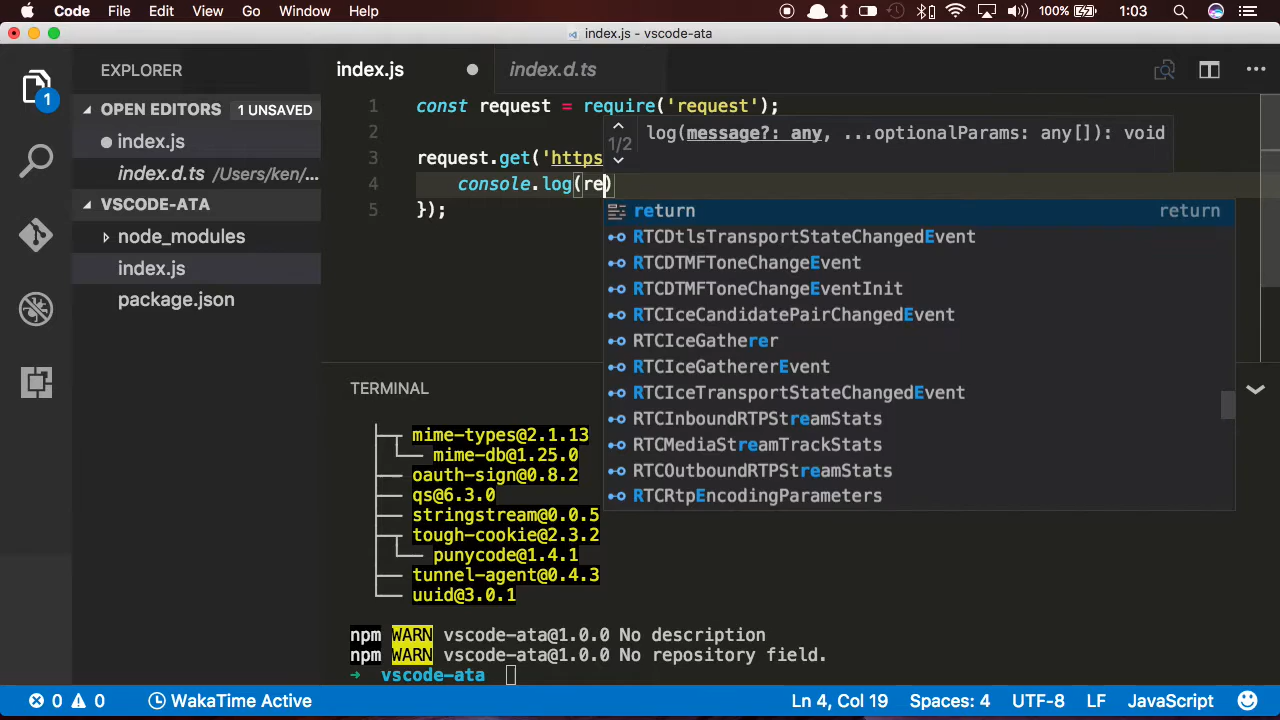 Code File Edit View Go Window Help 100% 1:03
index.js - vscode-ata
EXPLORER
1
OPEN EDITORS 1 UNSAVED
index.js
index.d.ts /Users/ken/
VSCODE-ATA
node_modules
index.js
package.json
index.js index.d.ts
1 const request = require('request');
2
3 request.get('https
4 console.log(re)
5 });
1/2 log(message?: any, ...optionalParams: any[]): void
return return
RTCDtlsTransportStateChangedEvent
RTCDTMFToneChangeEvent
RTCDTMFToneChangeEventInit
RTCIceCandidatePairChangedEvent
RTCIceGatherer
RTCIceGathererEvent
RTCIceTransportStateChangedEvent
RTCInboundRTPStreamStats
RTCMediaStreamTrackStats
RTCOutboundRTPStreamStats
RTCRtpEncodingParameters
TERMINAL
mime-types@2.1.13
mime-db@1.25.0
oauth-sign@0.8.2
qs@6.3.0
stringstream@0.0.5
tough-cookie@2.3.2
punycode@1.4.1
tunnel-agent@0.4.3
uuid@3.0.1
npm WARN vscode-ata@1.0.0 No description
npm WARN vscode-ata@1.0.0 No repository field.
→ vscode-ata
0 0 WakaTime Active Ln 4, Col 19 Spaces: 4 UTF-8 LF JavaScript